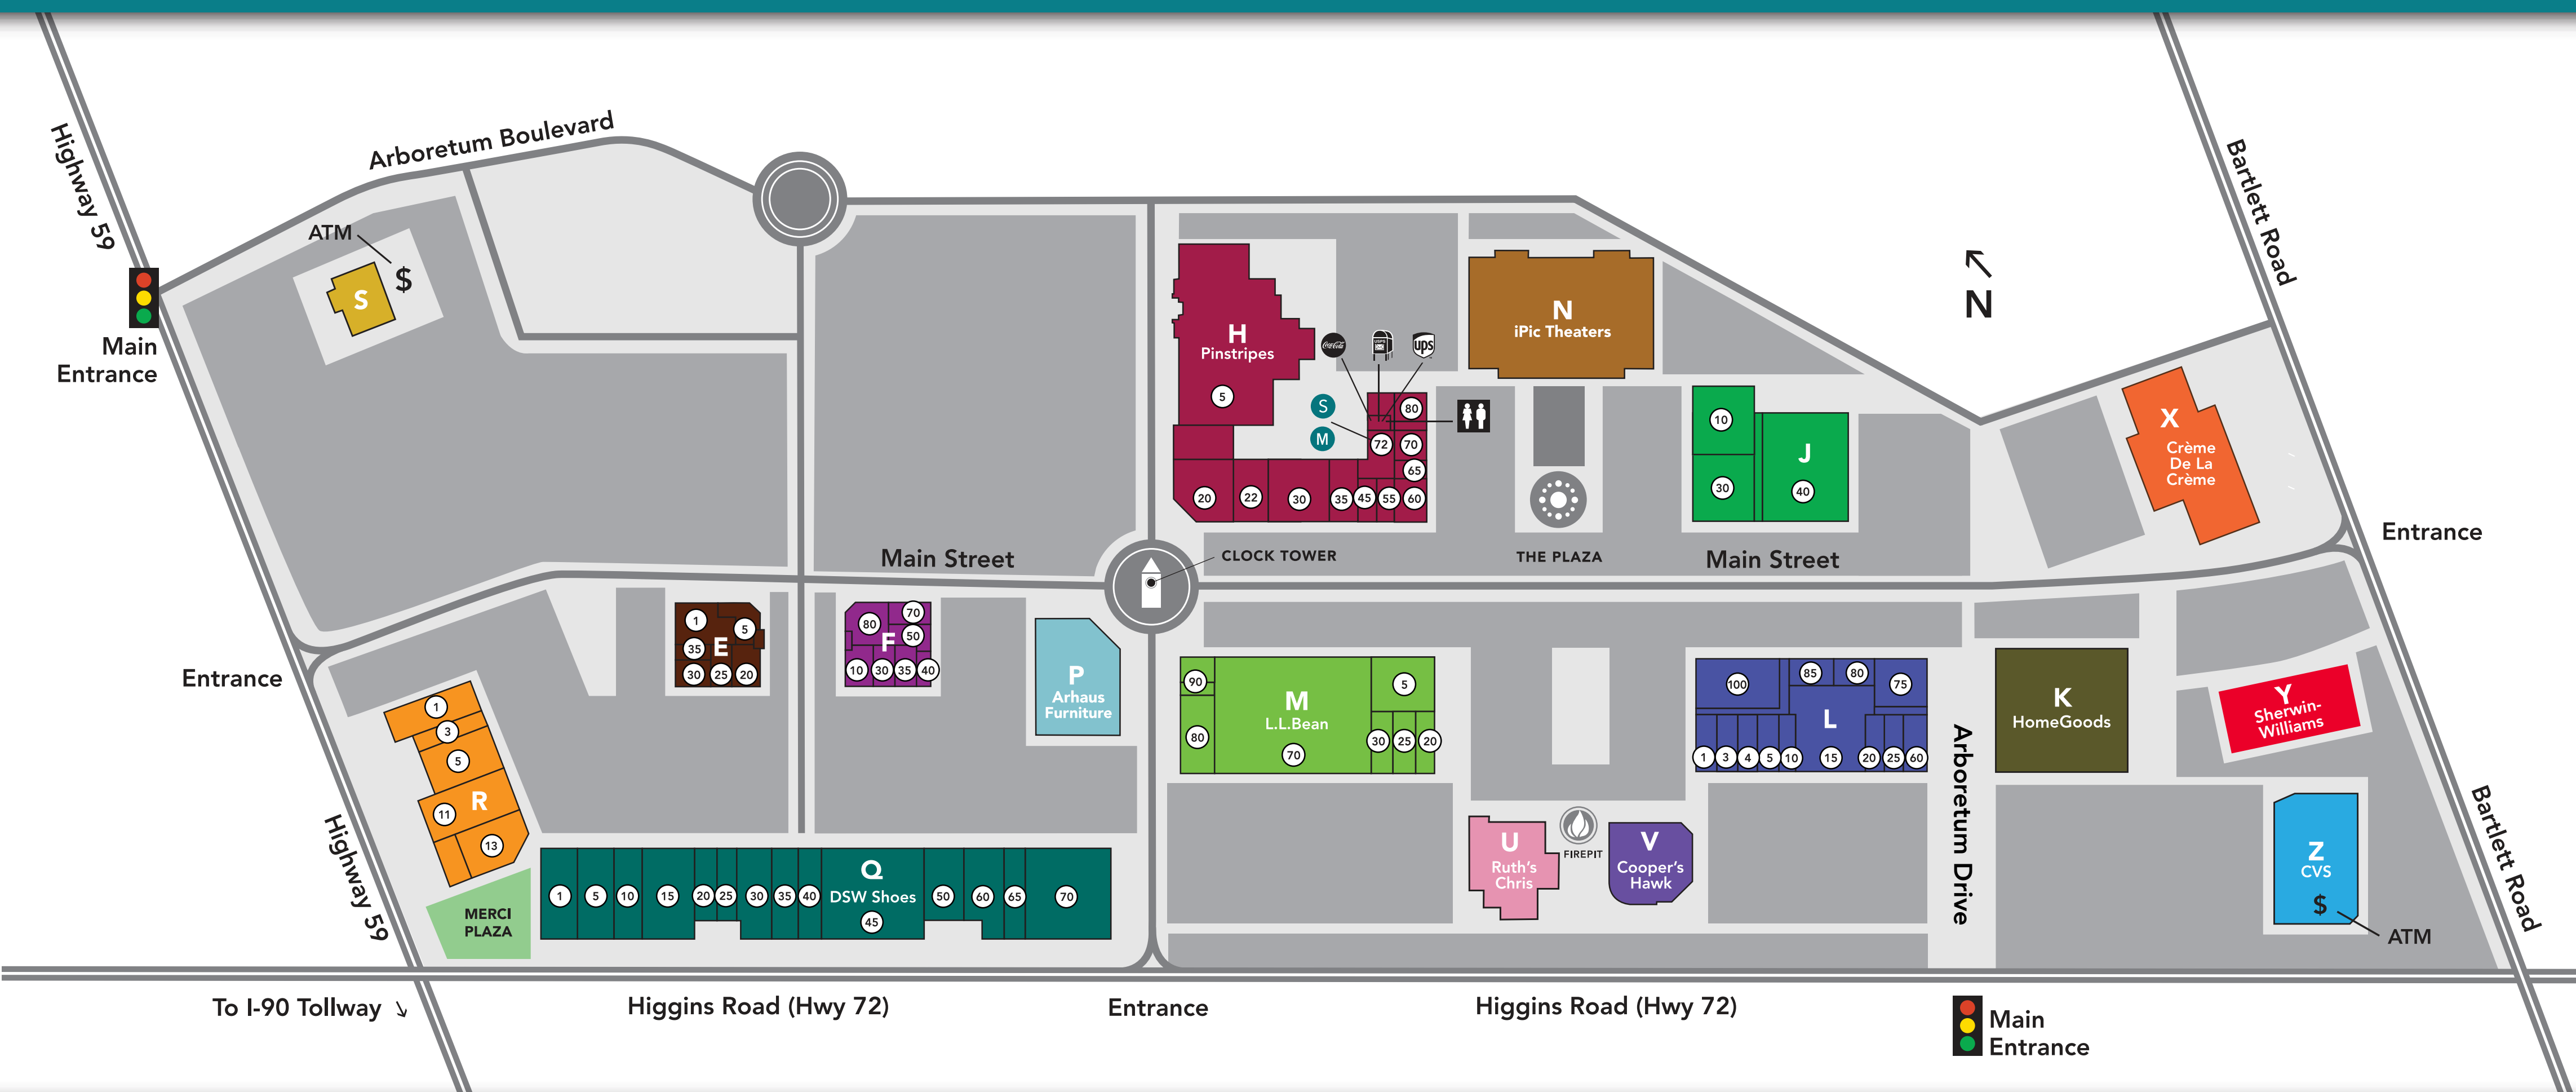 Highway 59
Arboretum Boulevard
Bartlett Road
ATM
$
S
Main
Entrance
N
H
Pinstripes
5
Coca-Cola
USPS
ups
S
M
80
72
70
65
20
22
30
35
45
55
60
N
iPic Theaters
10
30
J
40
X
Crème
De La
Crème
Entrance
Main Street
CLOCK TOWER
THE PLAZA
Main Street
Entrance
1
5
35
E
30
25
20
80
70
50
F
10
30
35
40
P
Arhaus
Furniture
90
80
M
L.L.Bean
70
5
30
25
20
100
85
80
75
L
1
3
4
5
10
15
20
25
60
K
HomeGoods
Y
Sherwin-
Williams
Arboretum Drive
1
3
5
R
11
13
Highway 59
MERCI
PLAZA
1
5
10
15
20
25
30
35
40
Q
DSW Shoes
45
50
60
65
70
U
Ruth's
Chris
FIREPIT
V
Cooper's
Hawk
Z
CVS
$
ATM
Bartlett Road
To I-90 Tollway
Higgins Road (Hwy 72)
Entrance
Higgins Road (Hwy 72)
Main
Entrance